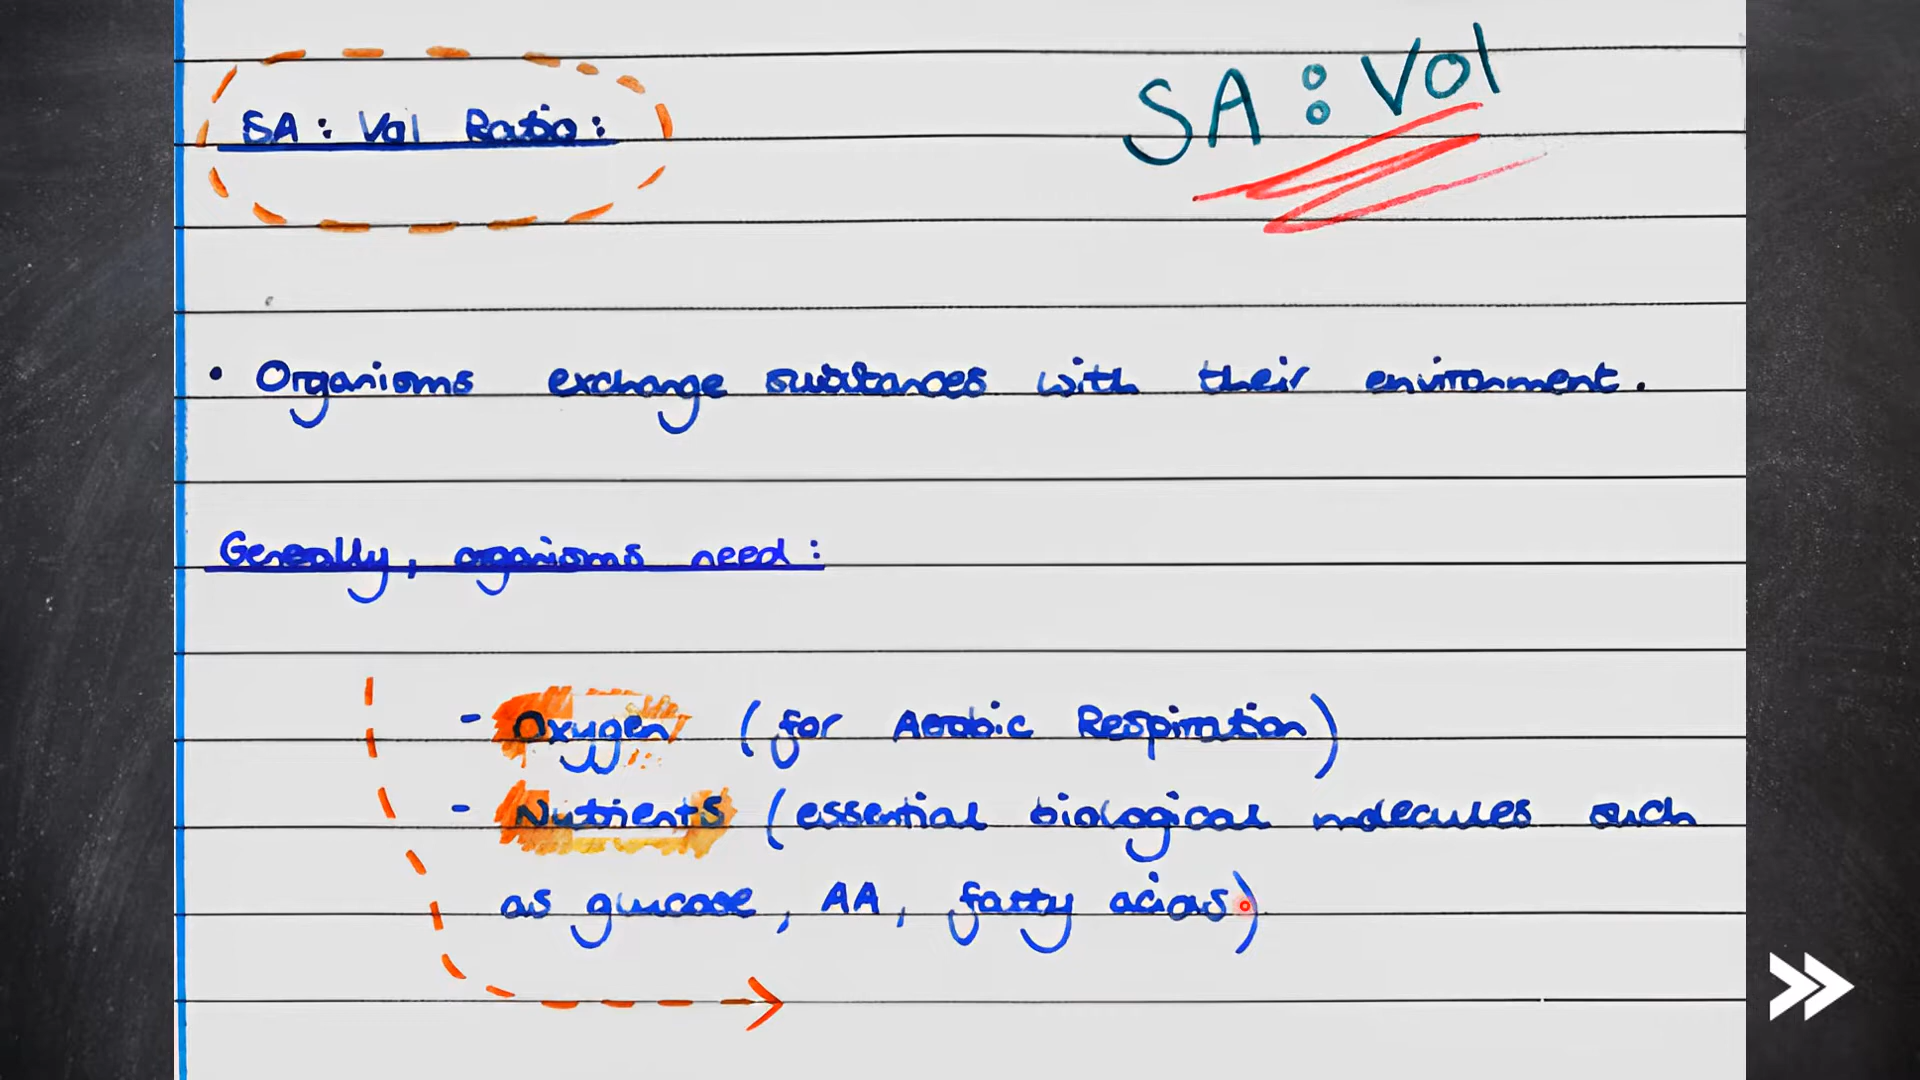 SA : Vol Ratio:
SA : Vol
• Organisms exchange substances with their environment.
Generally, organisms need:
- Oxygen (for Aerobic Respiration)
- Nutrients (essential biological molecules such
as glucose, AA, fatty acids)